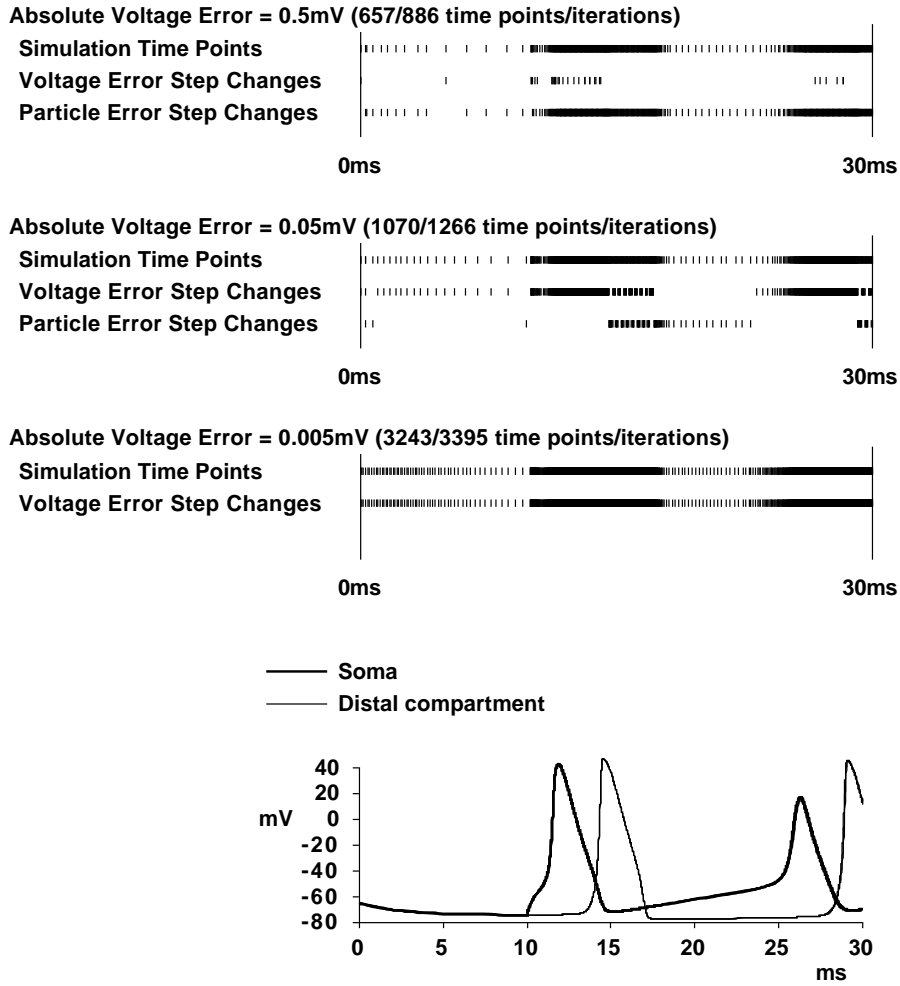 Absolute Voltage Error = 0.5mV (657/886 time points/iterations)
Simulation Time Points
Voltage Error Step Changes
Particle Error Step Changes
0ms 30ms
Absolute Voltage Error = 0.05mV (1070/1266 time points/iterations)
Simulation Time Points
Voltage Error Step Changes
Particle Error Step Changes
0ms 30ms
Absolute Voltage Error = 0.005mV (3243/3395 time points/iterations)
Simulation Time Points
Voltage Error Step Changes
0ms 30ms
Soma
Distal compartment
40
20
mV 0
-20
-40
-60
-80
0 5 10 15 20 25 30
ms